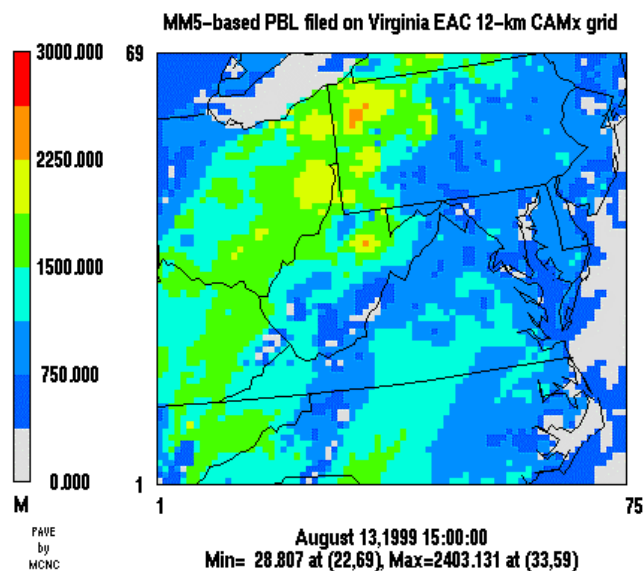 MM5-based PBL filed on Virginia EAC 12-km CAMx grid
3000.000
2250.000
1500.000
750.000
0.000
M
PAVE
by
MCNC
69
1
1
75
August 13,1999 15:00:00
Min= 28.807 at (22,69), Max=2403.131 at (33,59)